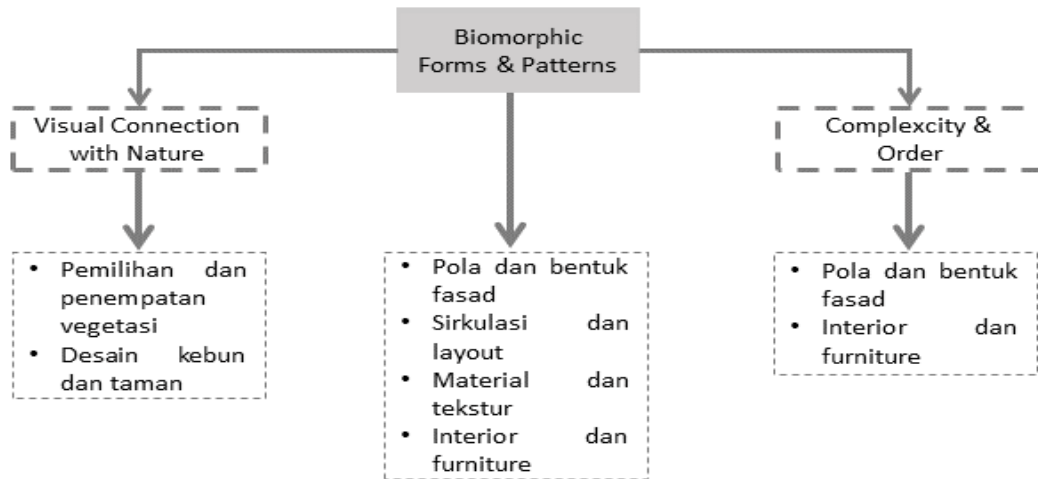 Biomorphic
Forms & Patterns
Visual Connection
with Nature
Complexcity &
Order
• Pemilihan dan
penempatan
vegetasi
• Desain kebun
dan taman
• Pola dan bentuk
fasad
• Sirkulasi dan
layout
• Material dan
tekstur
• Interior dan
furniture
• Pola dan bentuk
fasad
• Interior dan
furniture